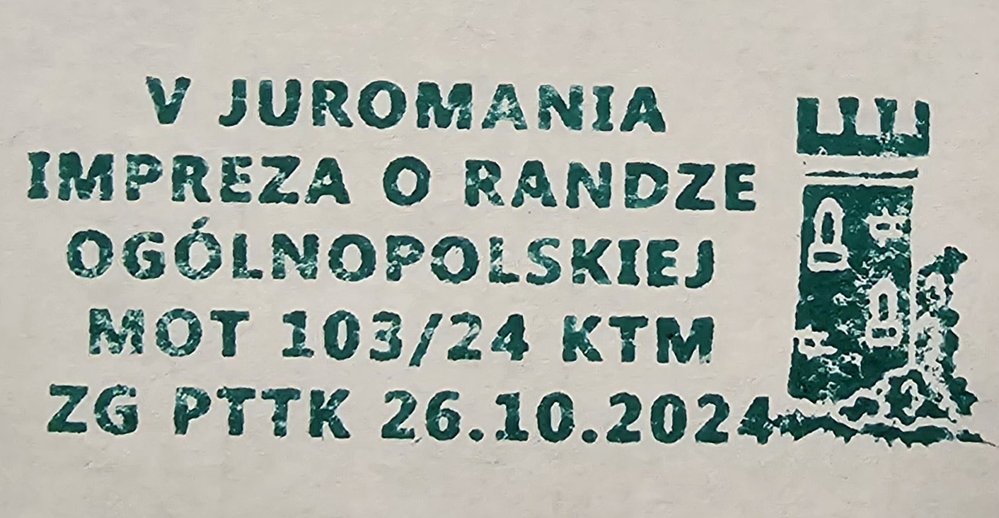 V JUROMANIA
IMPREZA O RANDZE
OGÓLNOPOLSKIEJ
MOT 103/24 KTM
ZG PTTK 26.10.2024